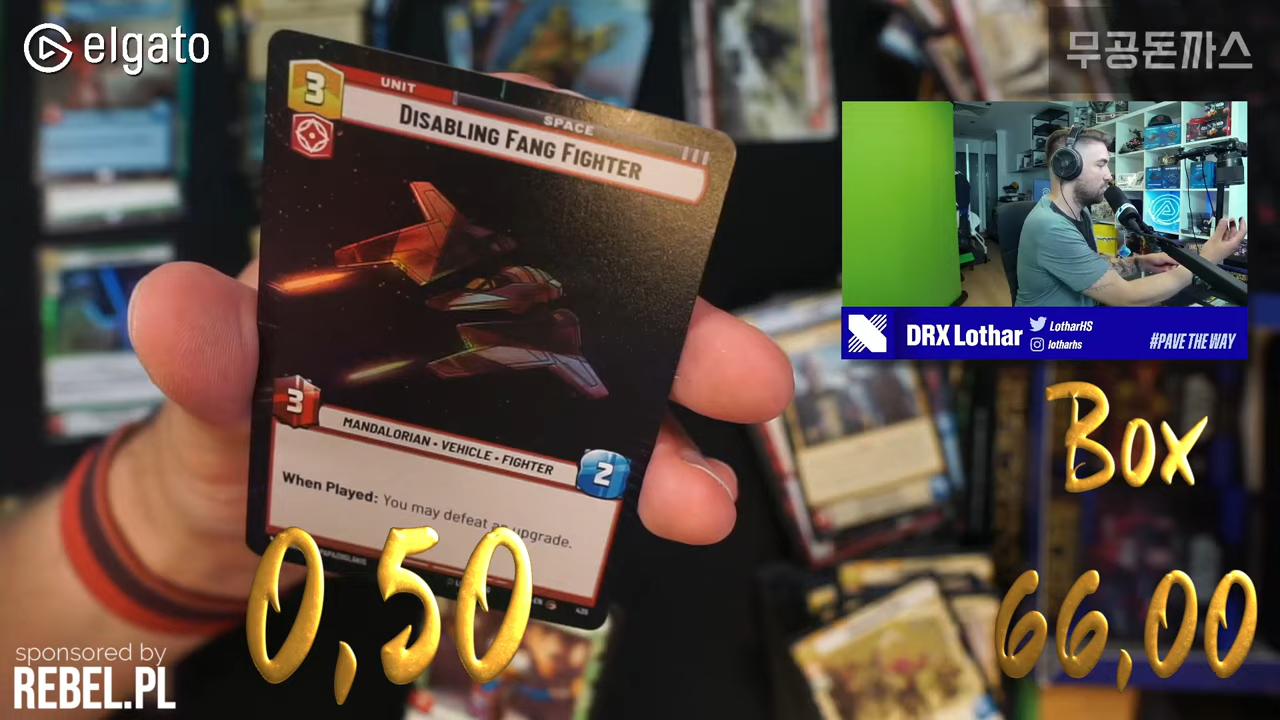 elgato
무공돈까스
3
UNIT
SPACE
DISABLING FANG FIGHTER
3
MANDALORIAN • VEHICLE • FIGHTER
2
When Played: You may defeat an upgrade.
DRX Lothar
LotharHS
lotharhs
#PAVE THE WAY
Box
0,50
66,00
sponsored by
REBEL.PL